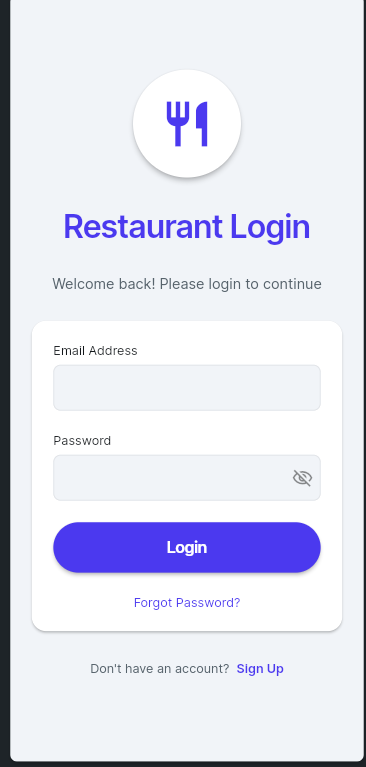 Restaurant Login
Welcome back! Please login to continue
Email Address
Password
Login
Forgot Password?
Don't have an account? Sign Up